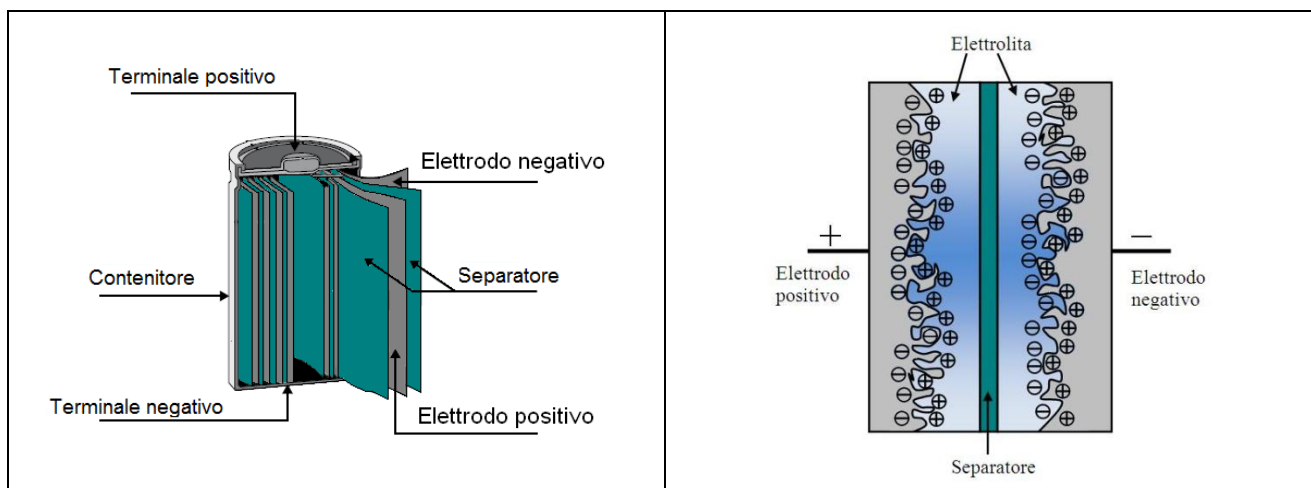 Terminale positivo
Elettrodo negativo
Contenitore
Separatore
Terminale negativo
Elettrodo positivo
Elettrolita
+
Elettrodo
positivo
−
Elettrodo
negativo
Separatore